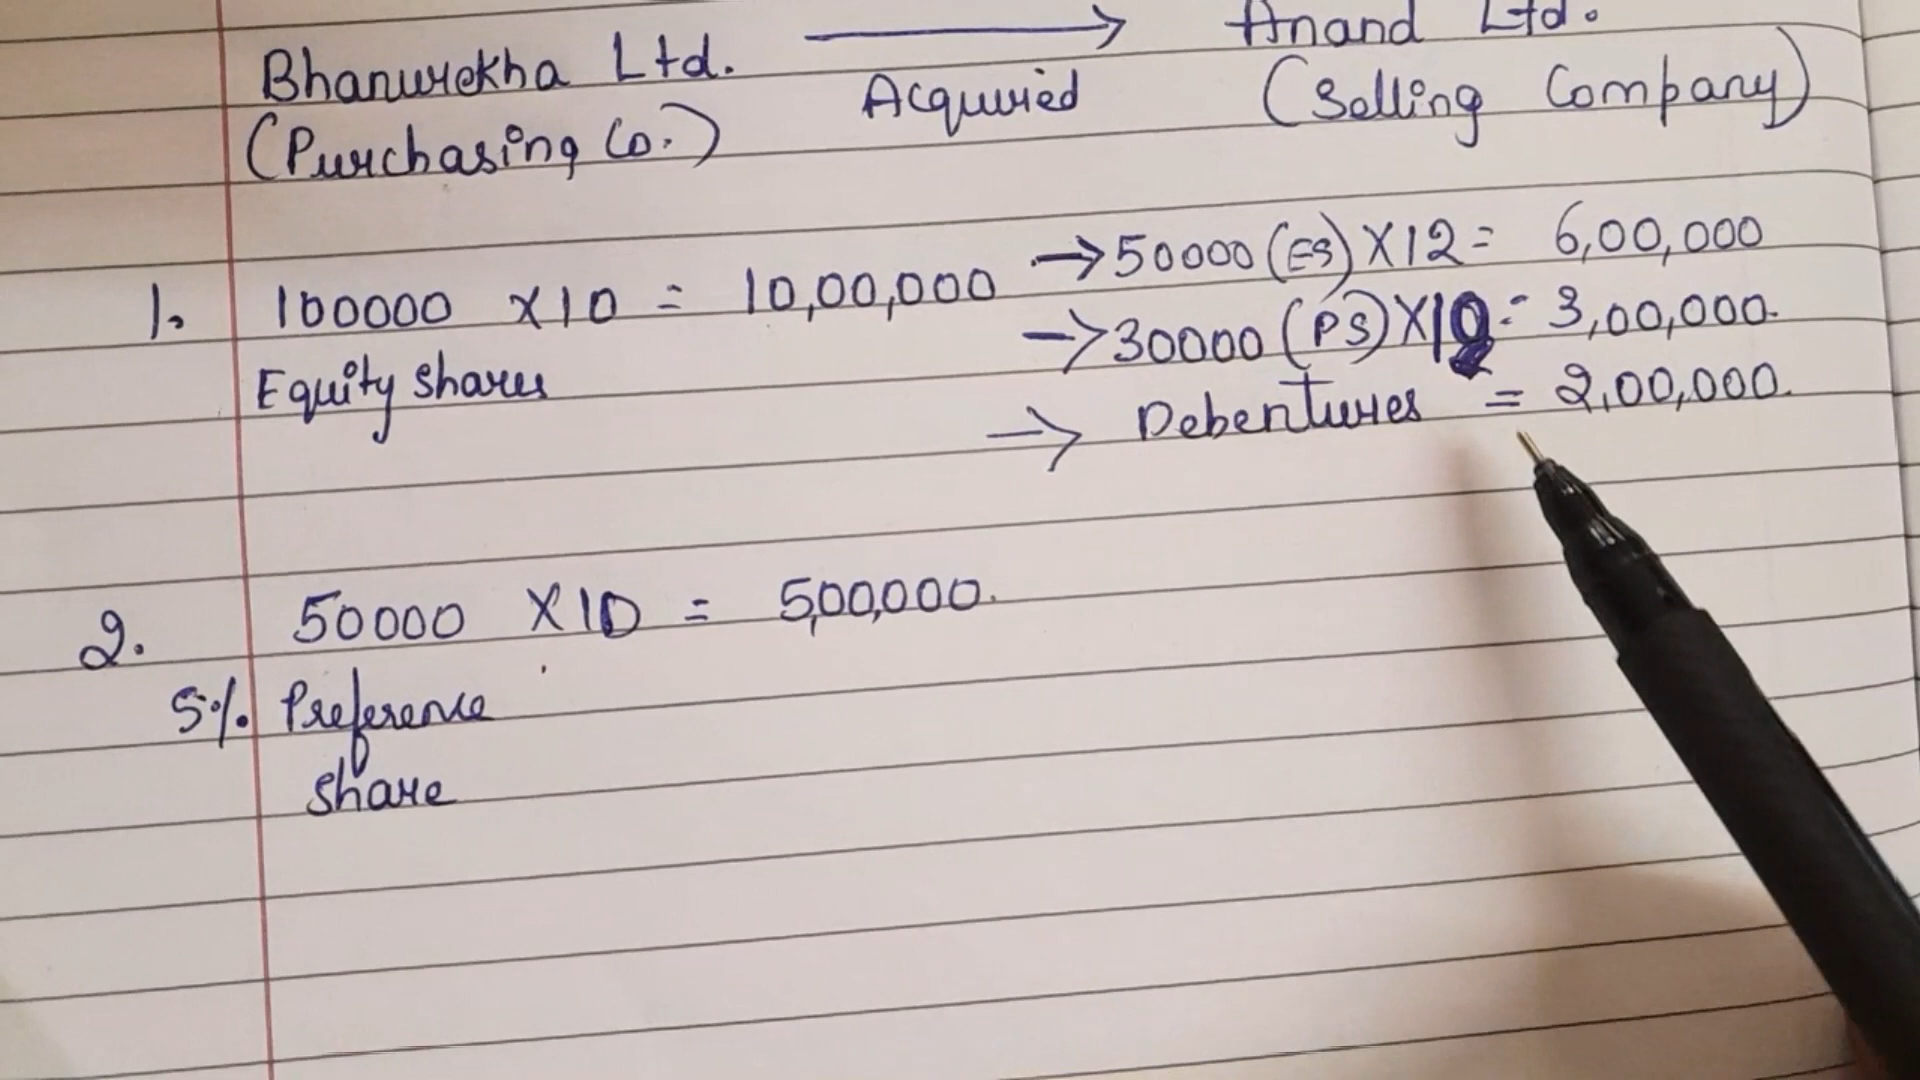 Bhanurekha Ltd. → Anand Ltd.
(Purchasing Co.) Acquried (Selling Company)
1. 100000 X10 = 10,00,000 → 50000 (ES) X12 = 6,00,000
Equity Shares → 30000 (PS) X10 = 3,00,000.
→ Debentures = 2,00,000.
2. 50000 X10 = 5,00,000.
5% Preference
Share